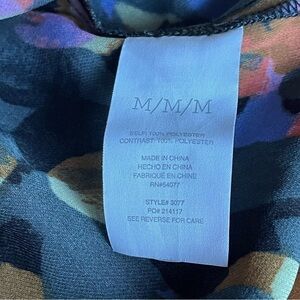 M/M/M
SELF: 100% POLYESTER
CONTRAST: 100% POLYESTER
MADE IN CHINA
HECHO EN CHINA
FABRIQUÉ EN CHINE
RN#54077
STYLE# 3077
PO# 214117
SEE REVERSE FOR CARE